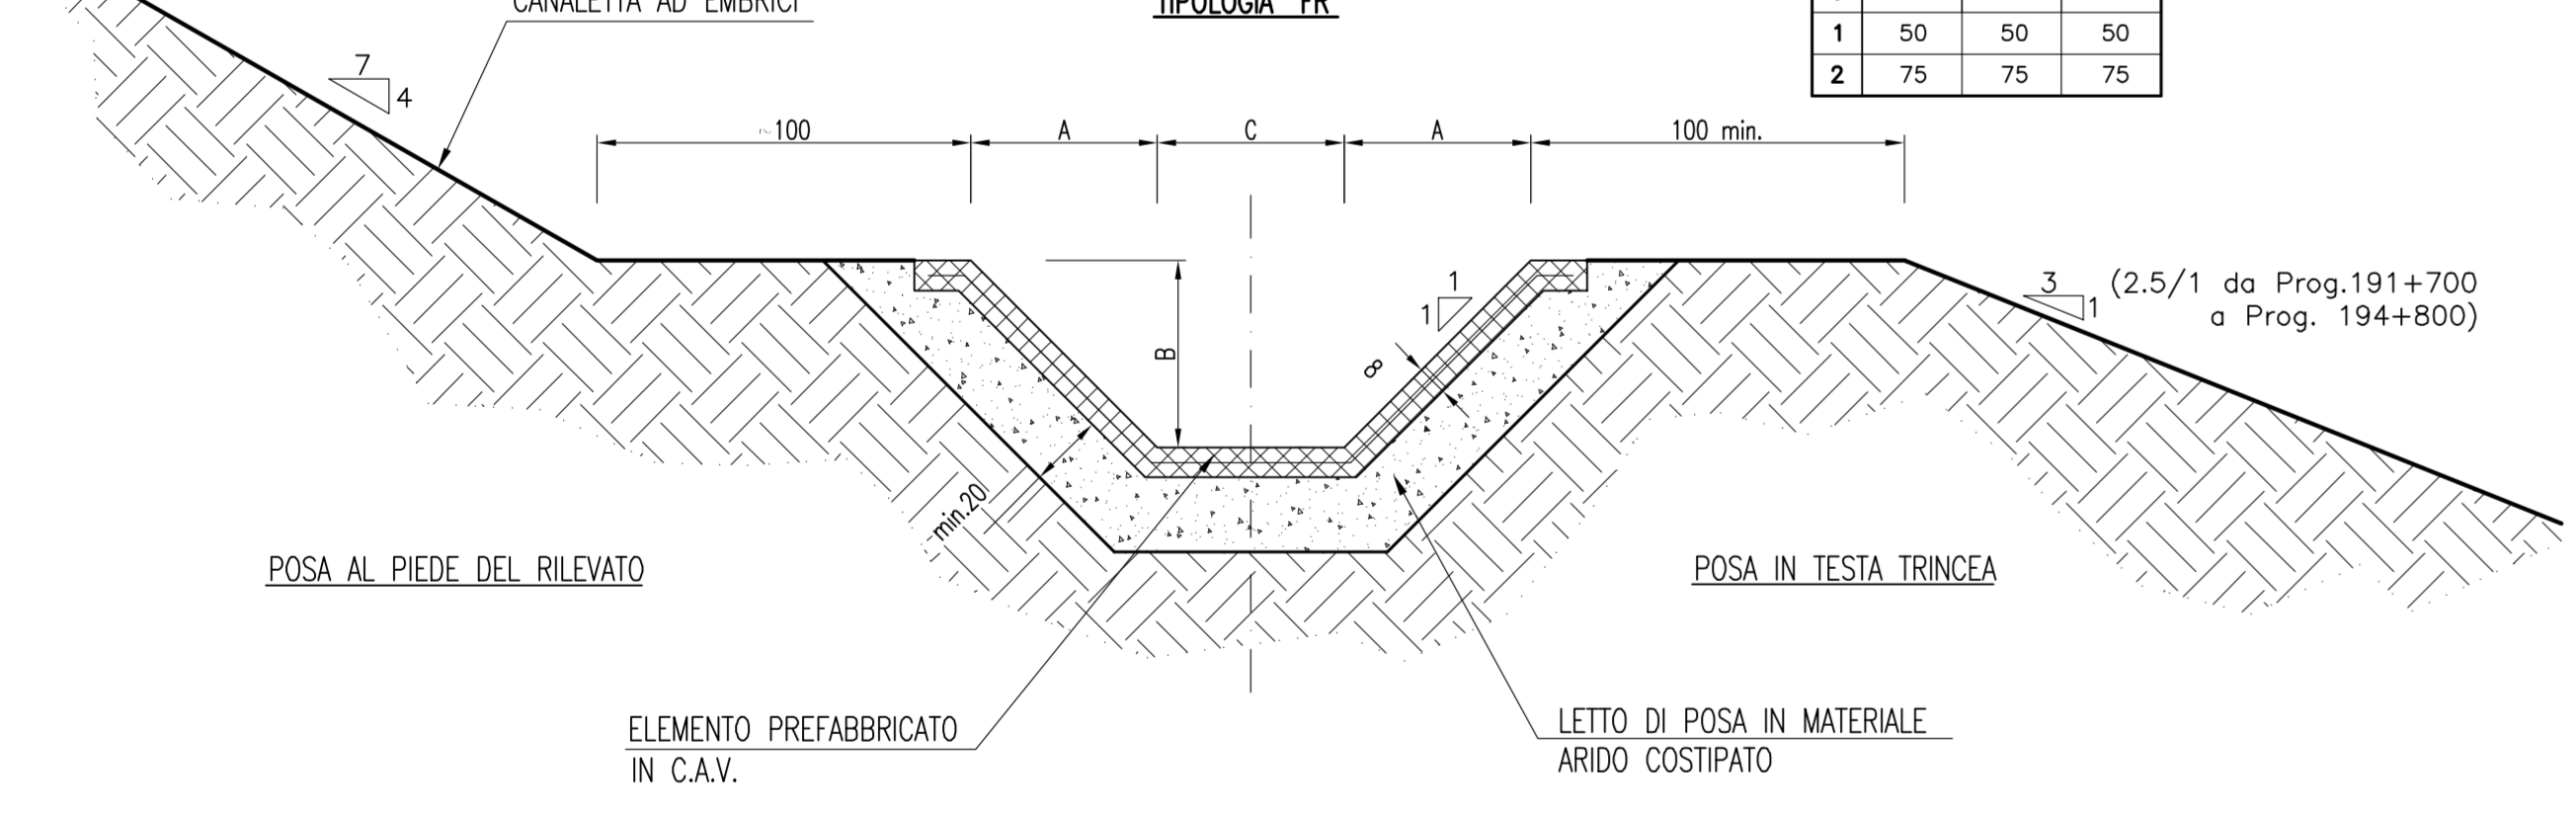 CANALETTA AD EMBRICI
TIPOLOGIA FR
1 50 50 50
2 75 75 75
7
4
~100 A C A 100 min.
B
1
1
8
3
1
(2.5/1 da Prog.191+700
a Prog. 194+800)
min.20
POSA AL PIEDE DEL RILEVATO
POSA IN TESTA TRINCEA
ELEMENTO PREFABBRICATO
IN C.A.V.
LETTO DI POSA IN MATERIALE
ARIDO COSTIPATO